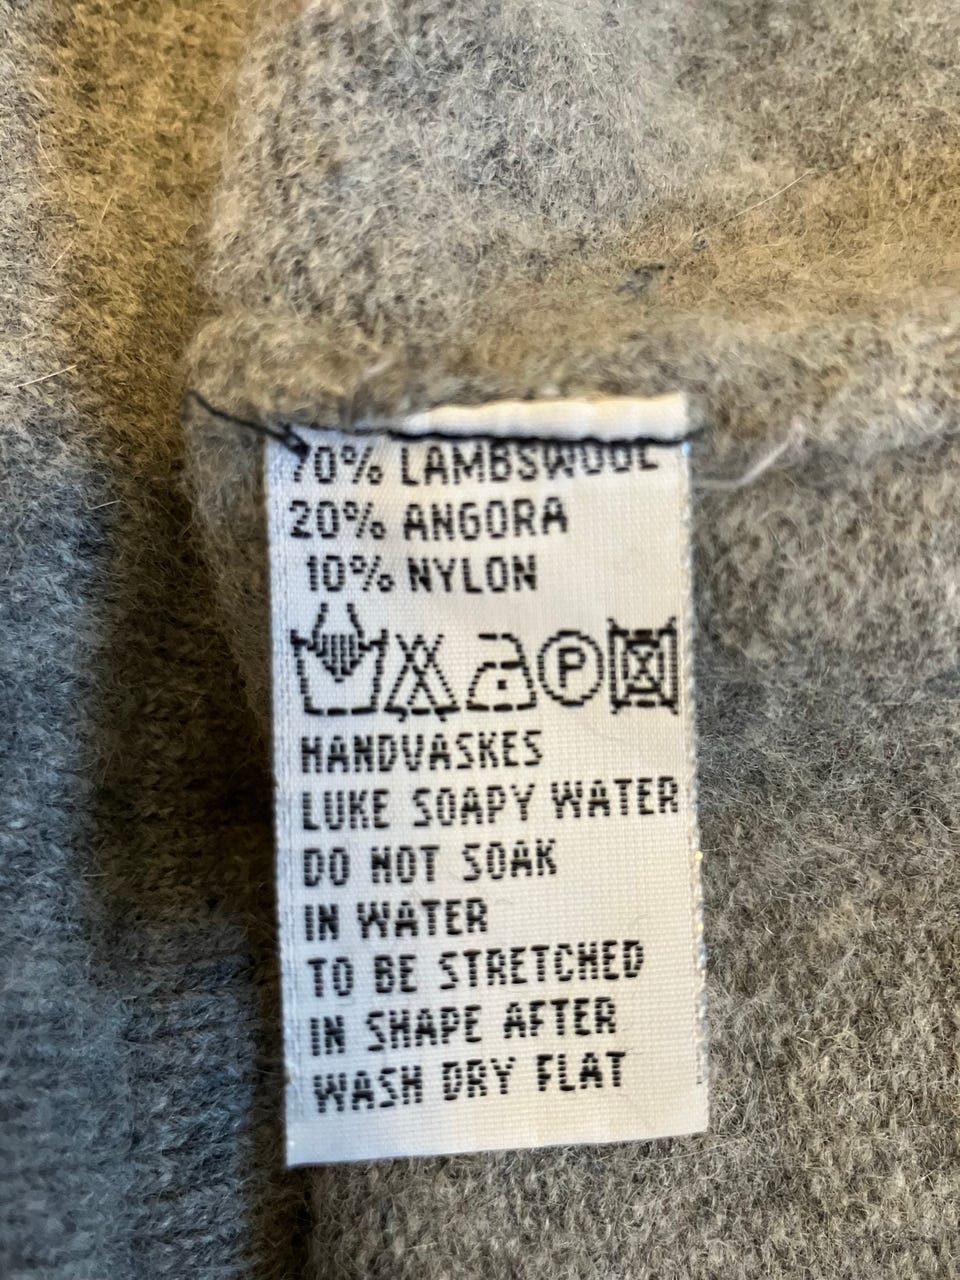 70% LAMBSWOOL
20% ANGORA
10% NYLON
P
HANDVASKES
LUKE SOAPY WATER
DO NOT SOAK
IN WATER
TO BE STRETCHED
IN SHAPE AFTER
WASH DRY FLAT